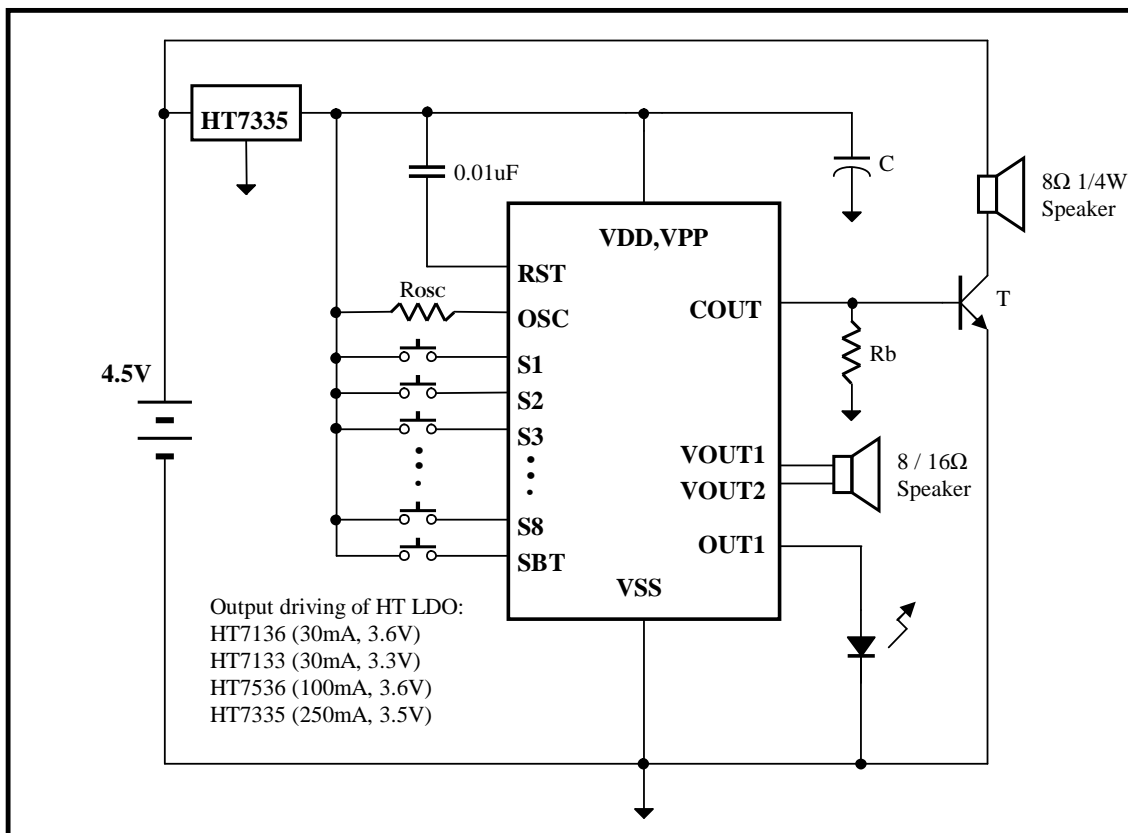 HT7335
0.01uF
C
8Ω 1/4W
Speaker
VDD,VPP
RST
Rosc
OSC
COUT
T
Rb
4.5V
S1
S2
S3
VOUT1
VOUT2
8 / 16Ω
Speaker
S8
SBT
OUT1
VSS
Output driving of HT LDO:
HT7136 (30mA, 3.6V)
HT7133 (30mA, 3.3V)
HT7536 (100mA, 3.6V)
HT7335 (250mA, 3.5V)